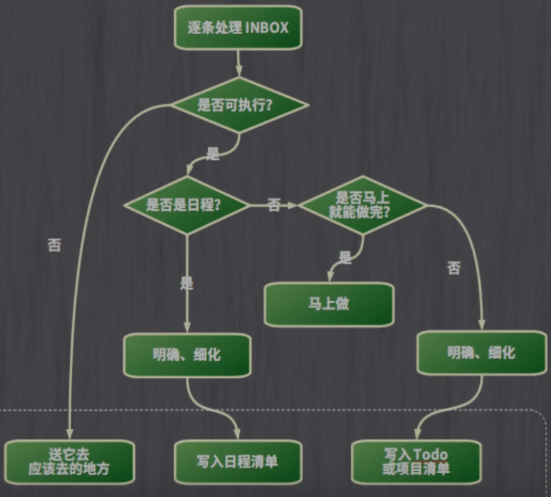 逐条处理 INBOX
是否可执行?
是
是否是日程?
否
是否马上
就能做完?
否
是
否
是
马上做
明确、细化
明确、细化
送它去
应该去的地方
写入日程清单
写入 Todo
或项目清单